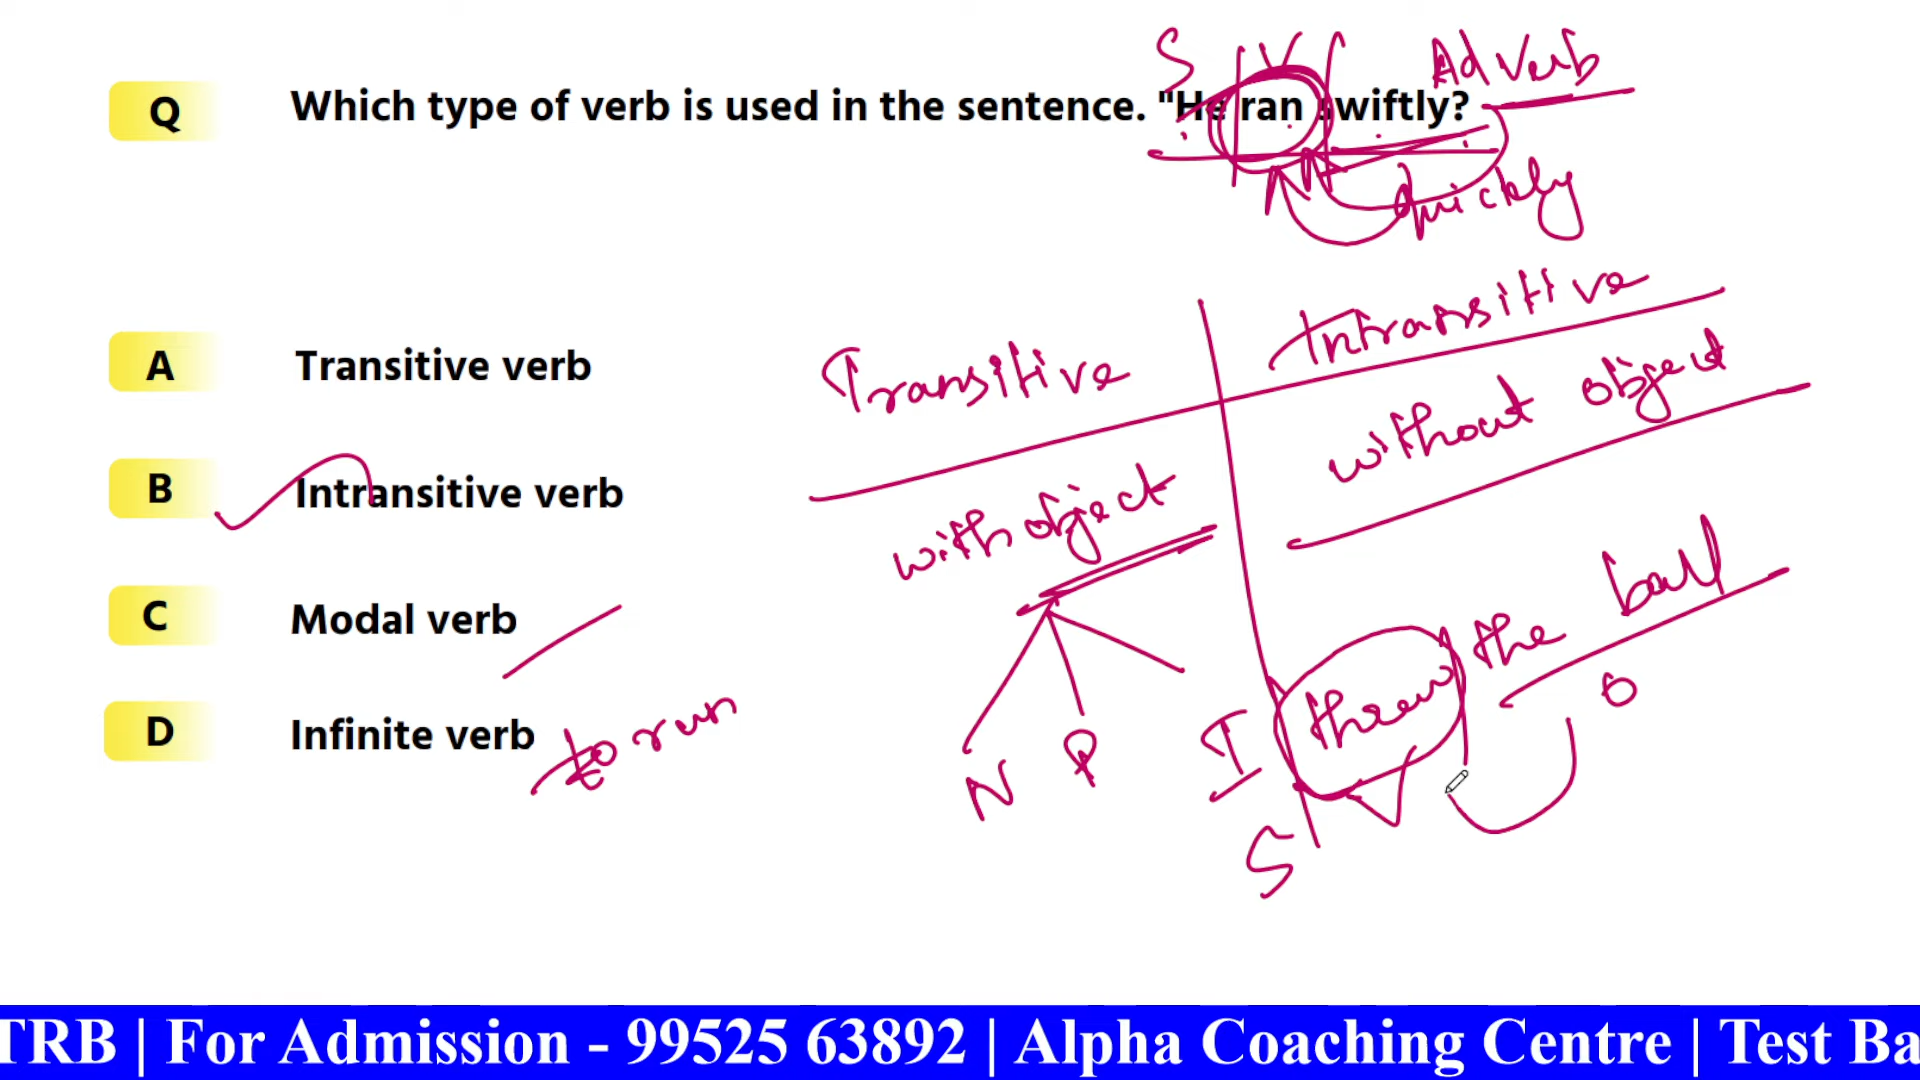 S V Adverb
Q Which type of verb is used in the sentence. "He ran swiftly?
quickly
Transitive Intransitive
A Transitive verb
without object
B Intransitive verb
with object
C Modal verb
I threw the ball
D Infinite verb to run
N P
S V O
TRB | For Admission - 99525 63892 | Alpha Coaching Centre | Test Ba